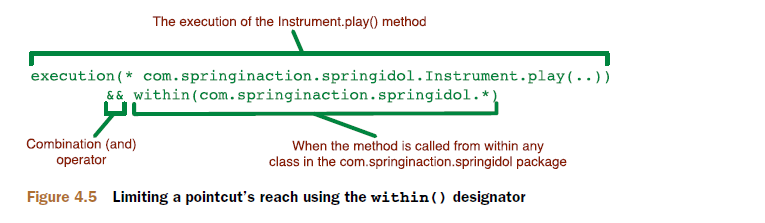 The execution of the Instrument.play() method
execution(* com.springinaction.springidol.Instrument.play(..))
&& within(com.springinaction.springidol.*)
Combination (and)
operator
When the method is called from within any
class in the com.springinaction.springidol package
Figure 4.5 Limiting a pointcut's reach using the within() designator